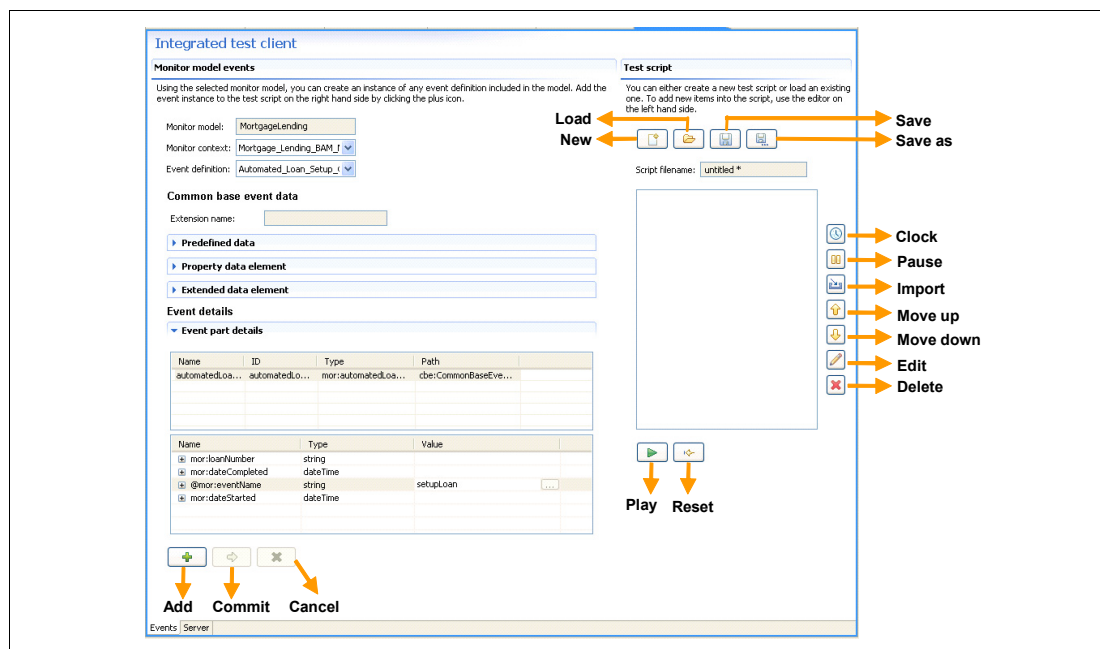 Integrated test client
Monitor model events
Using the selected monitor model, you can create an instance of any event definition included in the model. Add the
event instance to the test script on the right hand side by clicking the plus icon.
Monitor model: MortgageLending
Monitor context: Mortgage_Lending_BAM_
Event definition: Automated_Loan_Setup_
Common base event data
Extension name:
Predefined data
Property data element
Extended data element
Event details
Event part details
Name ID Type Path
automatedLoa... automatedLo... mor:automatedLoa... cbe:CommonBaseEve...
Name Type Value
mor:loanNumber string
mor:dateCompleted dateTime
@mor:eventName string setupLoan ...
mor:dateStarted dateTime
Add Commit Cancel
Events Server
Test script
You can either create a new test script or load an existing
one. To add new items into the script, use the editor on
the left hand side.
Load
New
Save
Save as
Script filename: untitled *
Clock
Pause
Import
Move up
Move down
Edit
Delete
Play Reset